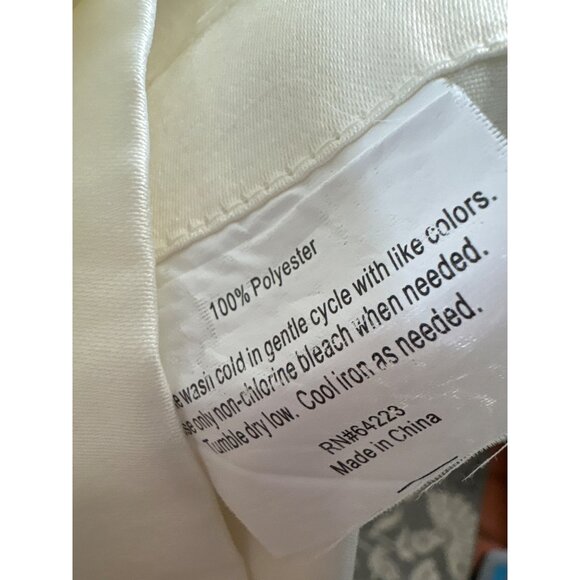 100% Polyester
e wash cold in gentle cycle with like colors.
se only non-chlorine bleach when needed.
Tumble dry low. Cool iron as needed.
RN#64223
Made in China